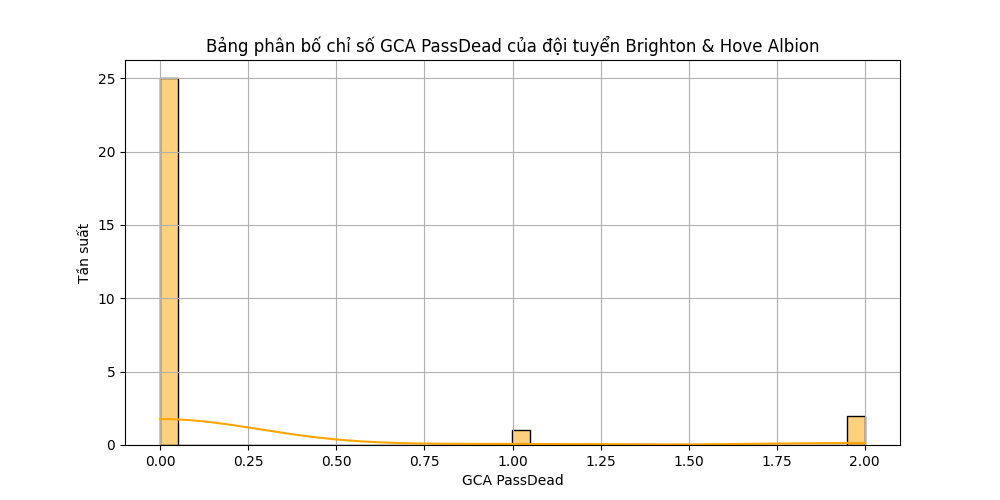 Bảng phân bố chỉ số GCA PassDead của đội tuyển Brighton & Hove Albion
Tần suất
25
20
15
10
5
0
0.00 0.25 0.50 0.75 1.00 1.25 1.50 1.75 2.00
GCA PassDead